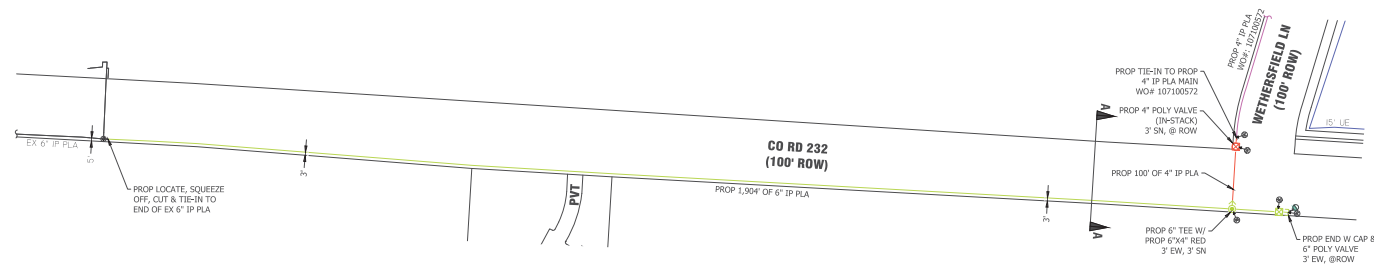 EX 6" IP PLA
5'
PROP LOCATE, SQUEEZE
OFF, CUT & TIE-IN TO
END OF EX 6" IP PLA
3'
PVT
CO RD 232
(100' ROW)
PROP 1,904' OF 6" IP PLA
3'
A
A
PROP TIE-IN TO PROP
4" IP PLA MAIN
WO# 107100572
PROP 4" POLY VALVE
(IN-STACK)
3' SN, @ ROW
PROP 100' OF 4" IP PLA
PROP 6" TEE W/
PROP 6"X4" RED
3' EW, 3' SN
PROP END W CAP &
6" POLY VALVE
3' EW, @ROW
PROP 4" IP PLA
WO#: 107100572
WETHERSFIELD LN
(100' ROW)
15' UE